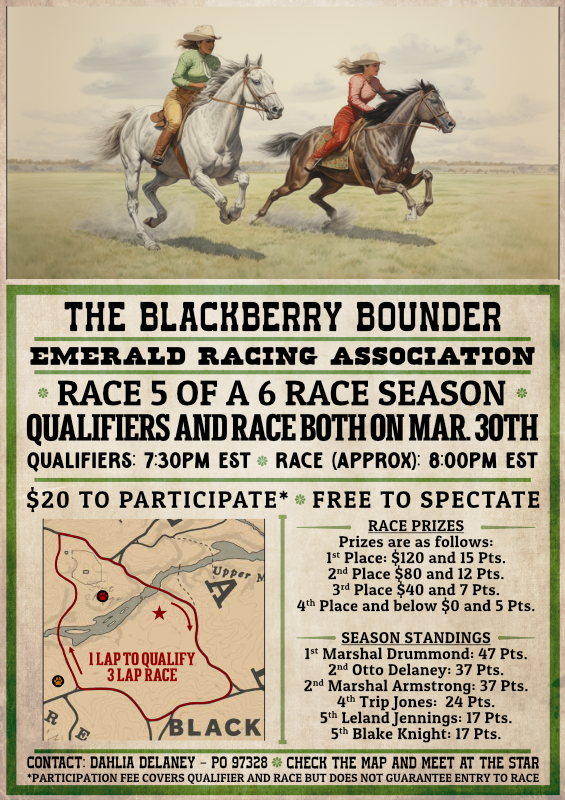 THE BLACKBERRY BOUNDER
EMERALD RACING ASSOCIATION
RACE 5 OF A 6 RACE SEASON
QUALIFIERS AND RACE BOTH ON MAR. 30TH
QUALIFIERS: 7:30PM EST RACE (APPROX): 8:00PM EST
$20 TO PARTICIPATE* FREE TO SPECTATE
Upper M
A
1 LAP TO QUALIFY
3 LAP RACE
R E
BLACK
RACE PRIZES
Prizes are as follows:
1st Place: $120 and 15 Pts.
2nd Place $80 and 12 Pts.
3rd Place $40 and 7 Pts.
4th Place and below $0 and 5 Pts.
SEASON STANDINGS
1st Marshal Drummond: 47 Pts.
2nd Otto Delaney: 37 Pts.
2nd Marshal Armstrong: 37 Pts.
4th Trip Jones: 24 Pts.
5th Leland Jennings: 17 Pts.
5th Blake Knight: 17 Pts.
CONTACT: DAHLIA DELANEY – PO 97328 CHECK THE MAP AND MEET AT THE STAR
*PARTICIPATION FEE COVERS QUALIFIER AND RACE BUT DOES NOT GUARANTEE ENTRY TO RACE